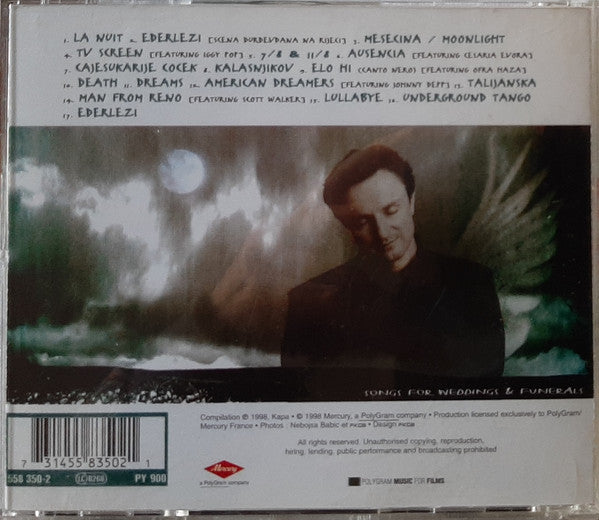 1. LA NUIT 2. EDERLEZI [SCENA DURDEVDANA NA RIJECI] 3. MESECINA / MOONLIGHT
4. TV SCREEN [FEATURING IGGY POP] 5. 7/8 & 11/8 6. AUSENCIA [FEATURING CESARIA EVORA]
7. CAJESUKARIJE COCEK 8. KALASNJIKOV 9. ELO HI (CANTO NERO) [FEATURING OFRA HAZA]
10. DEATH 11. DREAMS 12. AMERICAN DREAMERS [FEATURING JOHNNY DEPP] 13. TALIJANSKA
14. MAN FROM RENO [FEATURING SCOTT WALKER] 15. LULLABYE 16. UNDERGROUND TANGO
17. EDERLEZI
SONGS FOR WEDDINGS & FUNERALS
Compilation ℗ 1998, Kapa • © 1998 Mercury, a PolyGram company • Production licensed exclusively to PolyGram/
Mercury France • Photos : Nebojsa Babic et • Design
All rights reserved. Unauthorised copying, reproduction,
hiring, lending, public performance and broadcasting prohibited
7 31455 83502 1
558 350-2 LC 0268 PY 900
Mercury
a PolyGram company
POLYGRAM MUSIC FOR FILMS